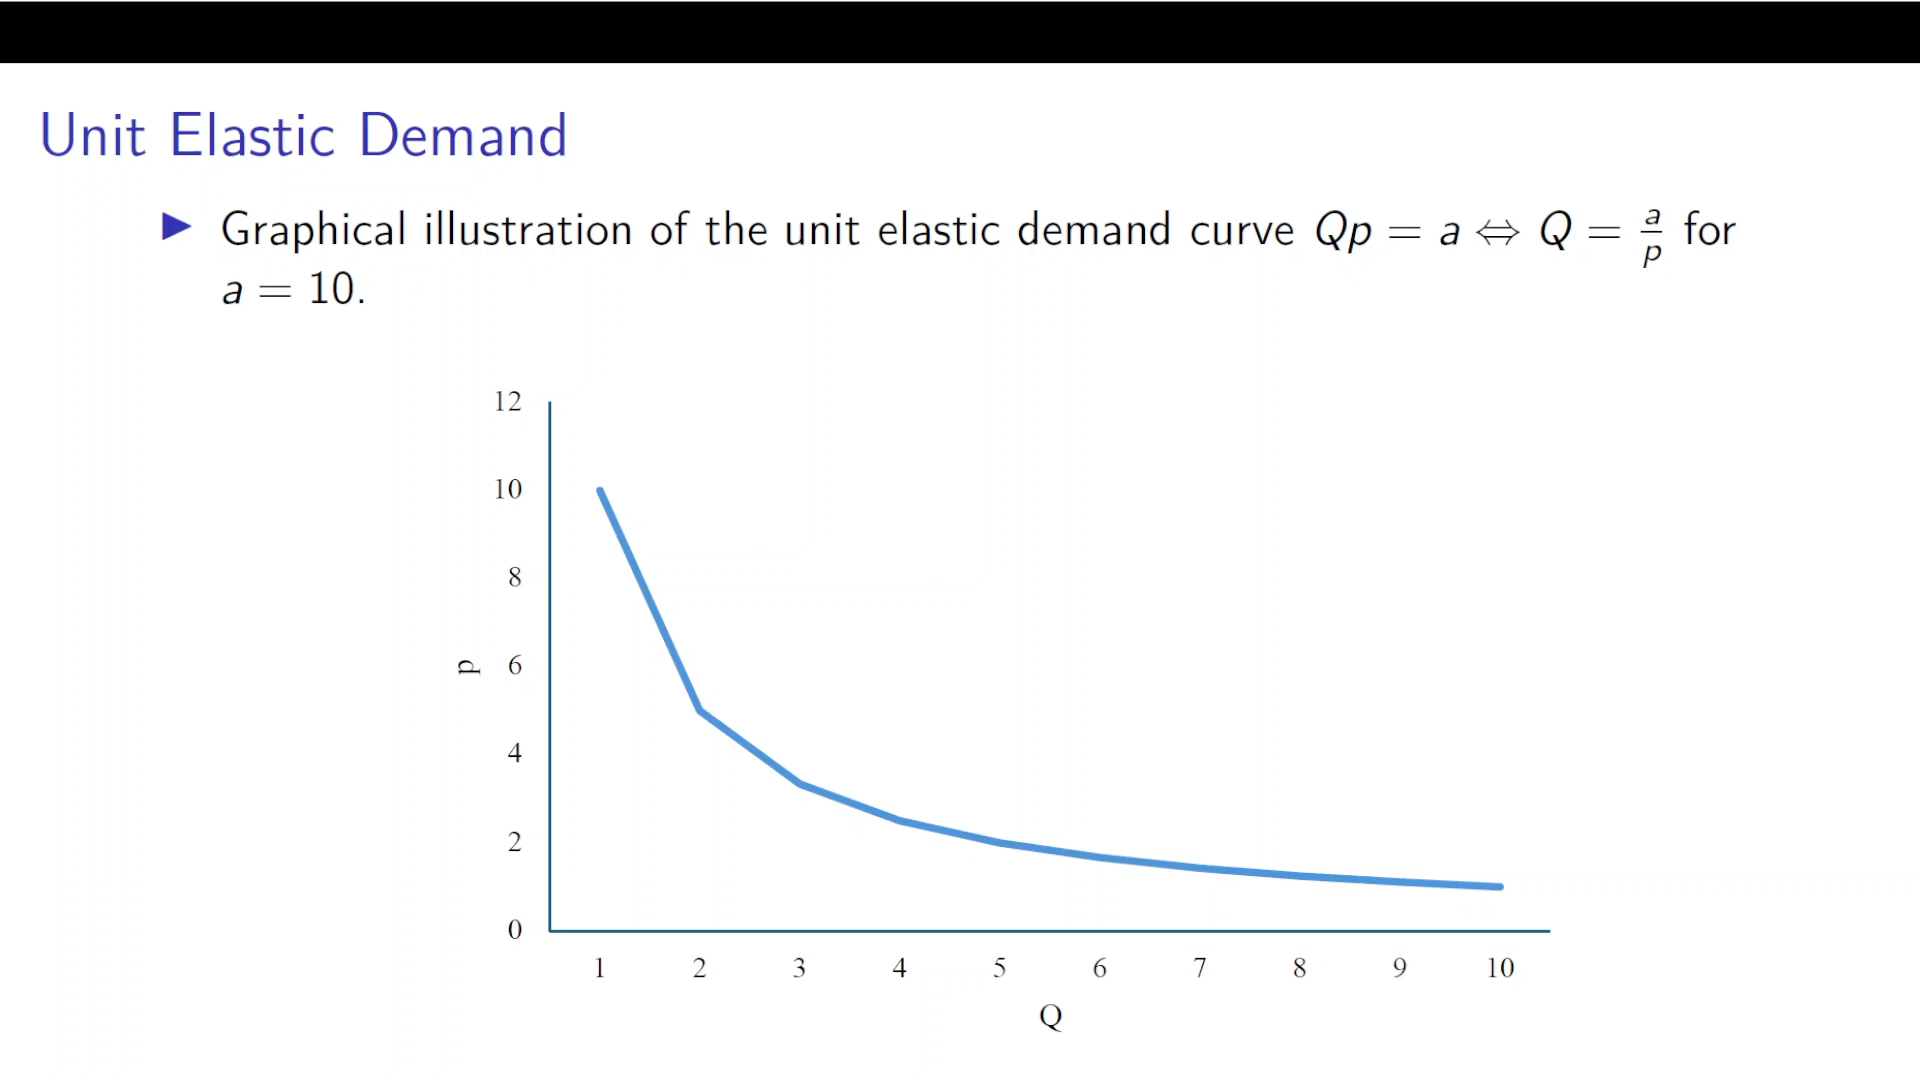 Unit Elastic Demand
▶ Graphical illustration of the unit elastic demand curve Qp = a ⇔ Q = a/p for
a = 10.
12
10
8
6
4
2
0
p
1 2 3 4 5 6 7 8 9 10
Q